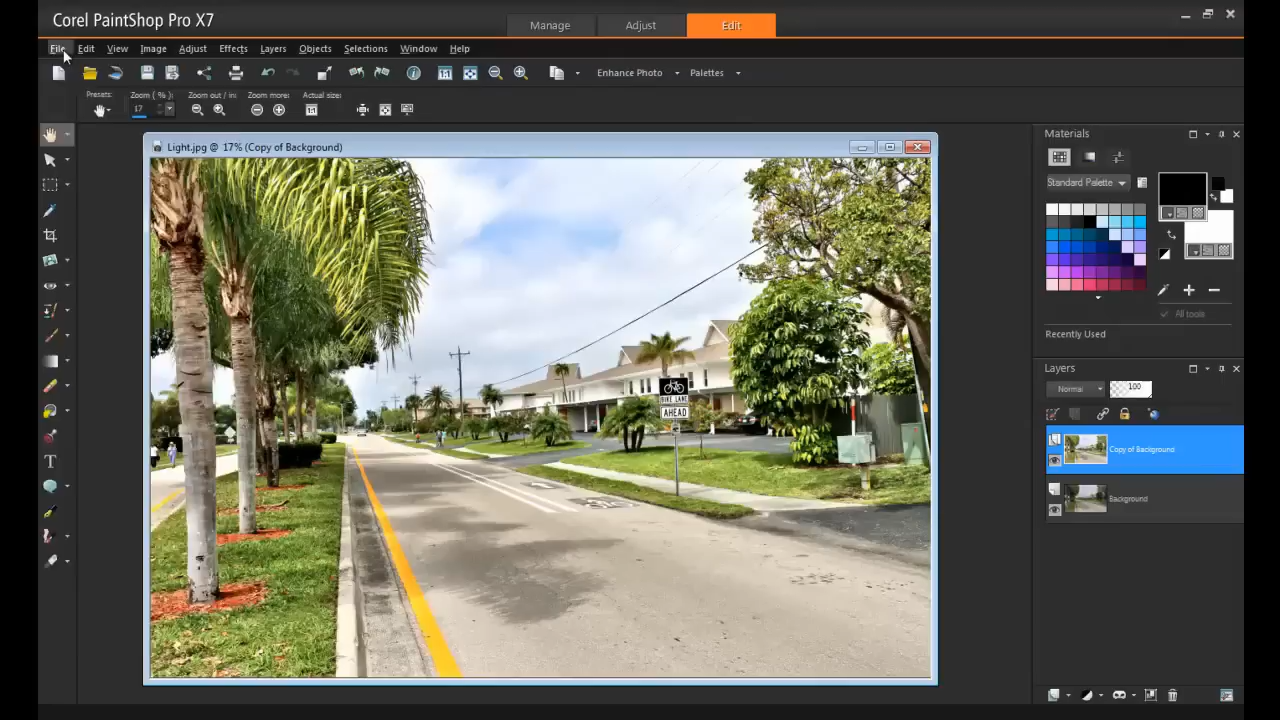 Corel PaintShop Pro X7
Manage Adjust Edit
File Edit View Image Adjust Effects Layers Objects Selections Window Help
Enhance Photo Palettes
Presets: Zoom ( % ): Zoom out / in: Zoom more: Actual size:
17
Light.jpg @ 17% (Copy of Background)
BIKE LANE
AHEAD
Materials
Standard Palette
All tools
Recently Used
Layers
Normal 100
Copy of Background
Background